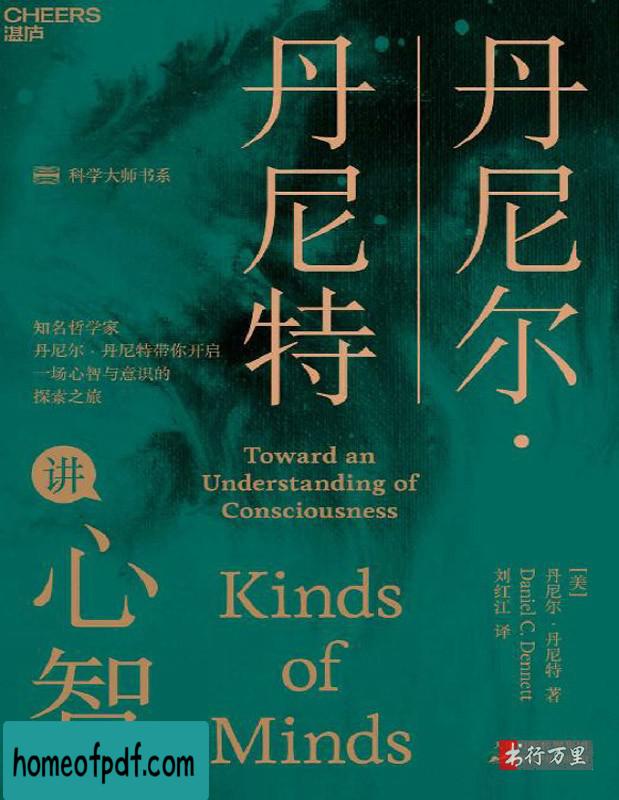 CHEERS
湛庐
丹尼尔·
丹尼特
科学大师书系
知名哲学家
丹尼尔·丹尼特带你开启
一场心智与意识的
探索之旅
讲
心智
Toward an
Understanding of
Consciousness
Kinds
of
Minds
[美]
丹尼尔·丹尼特 著
Daniel C. Dennett
刘红江 译
homeofpdf.com
书行万里